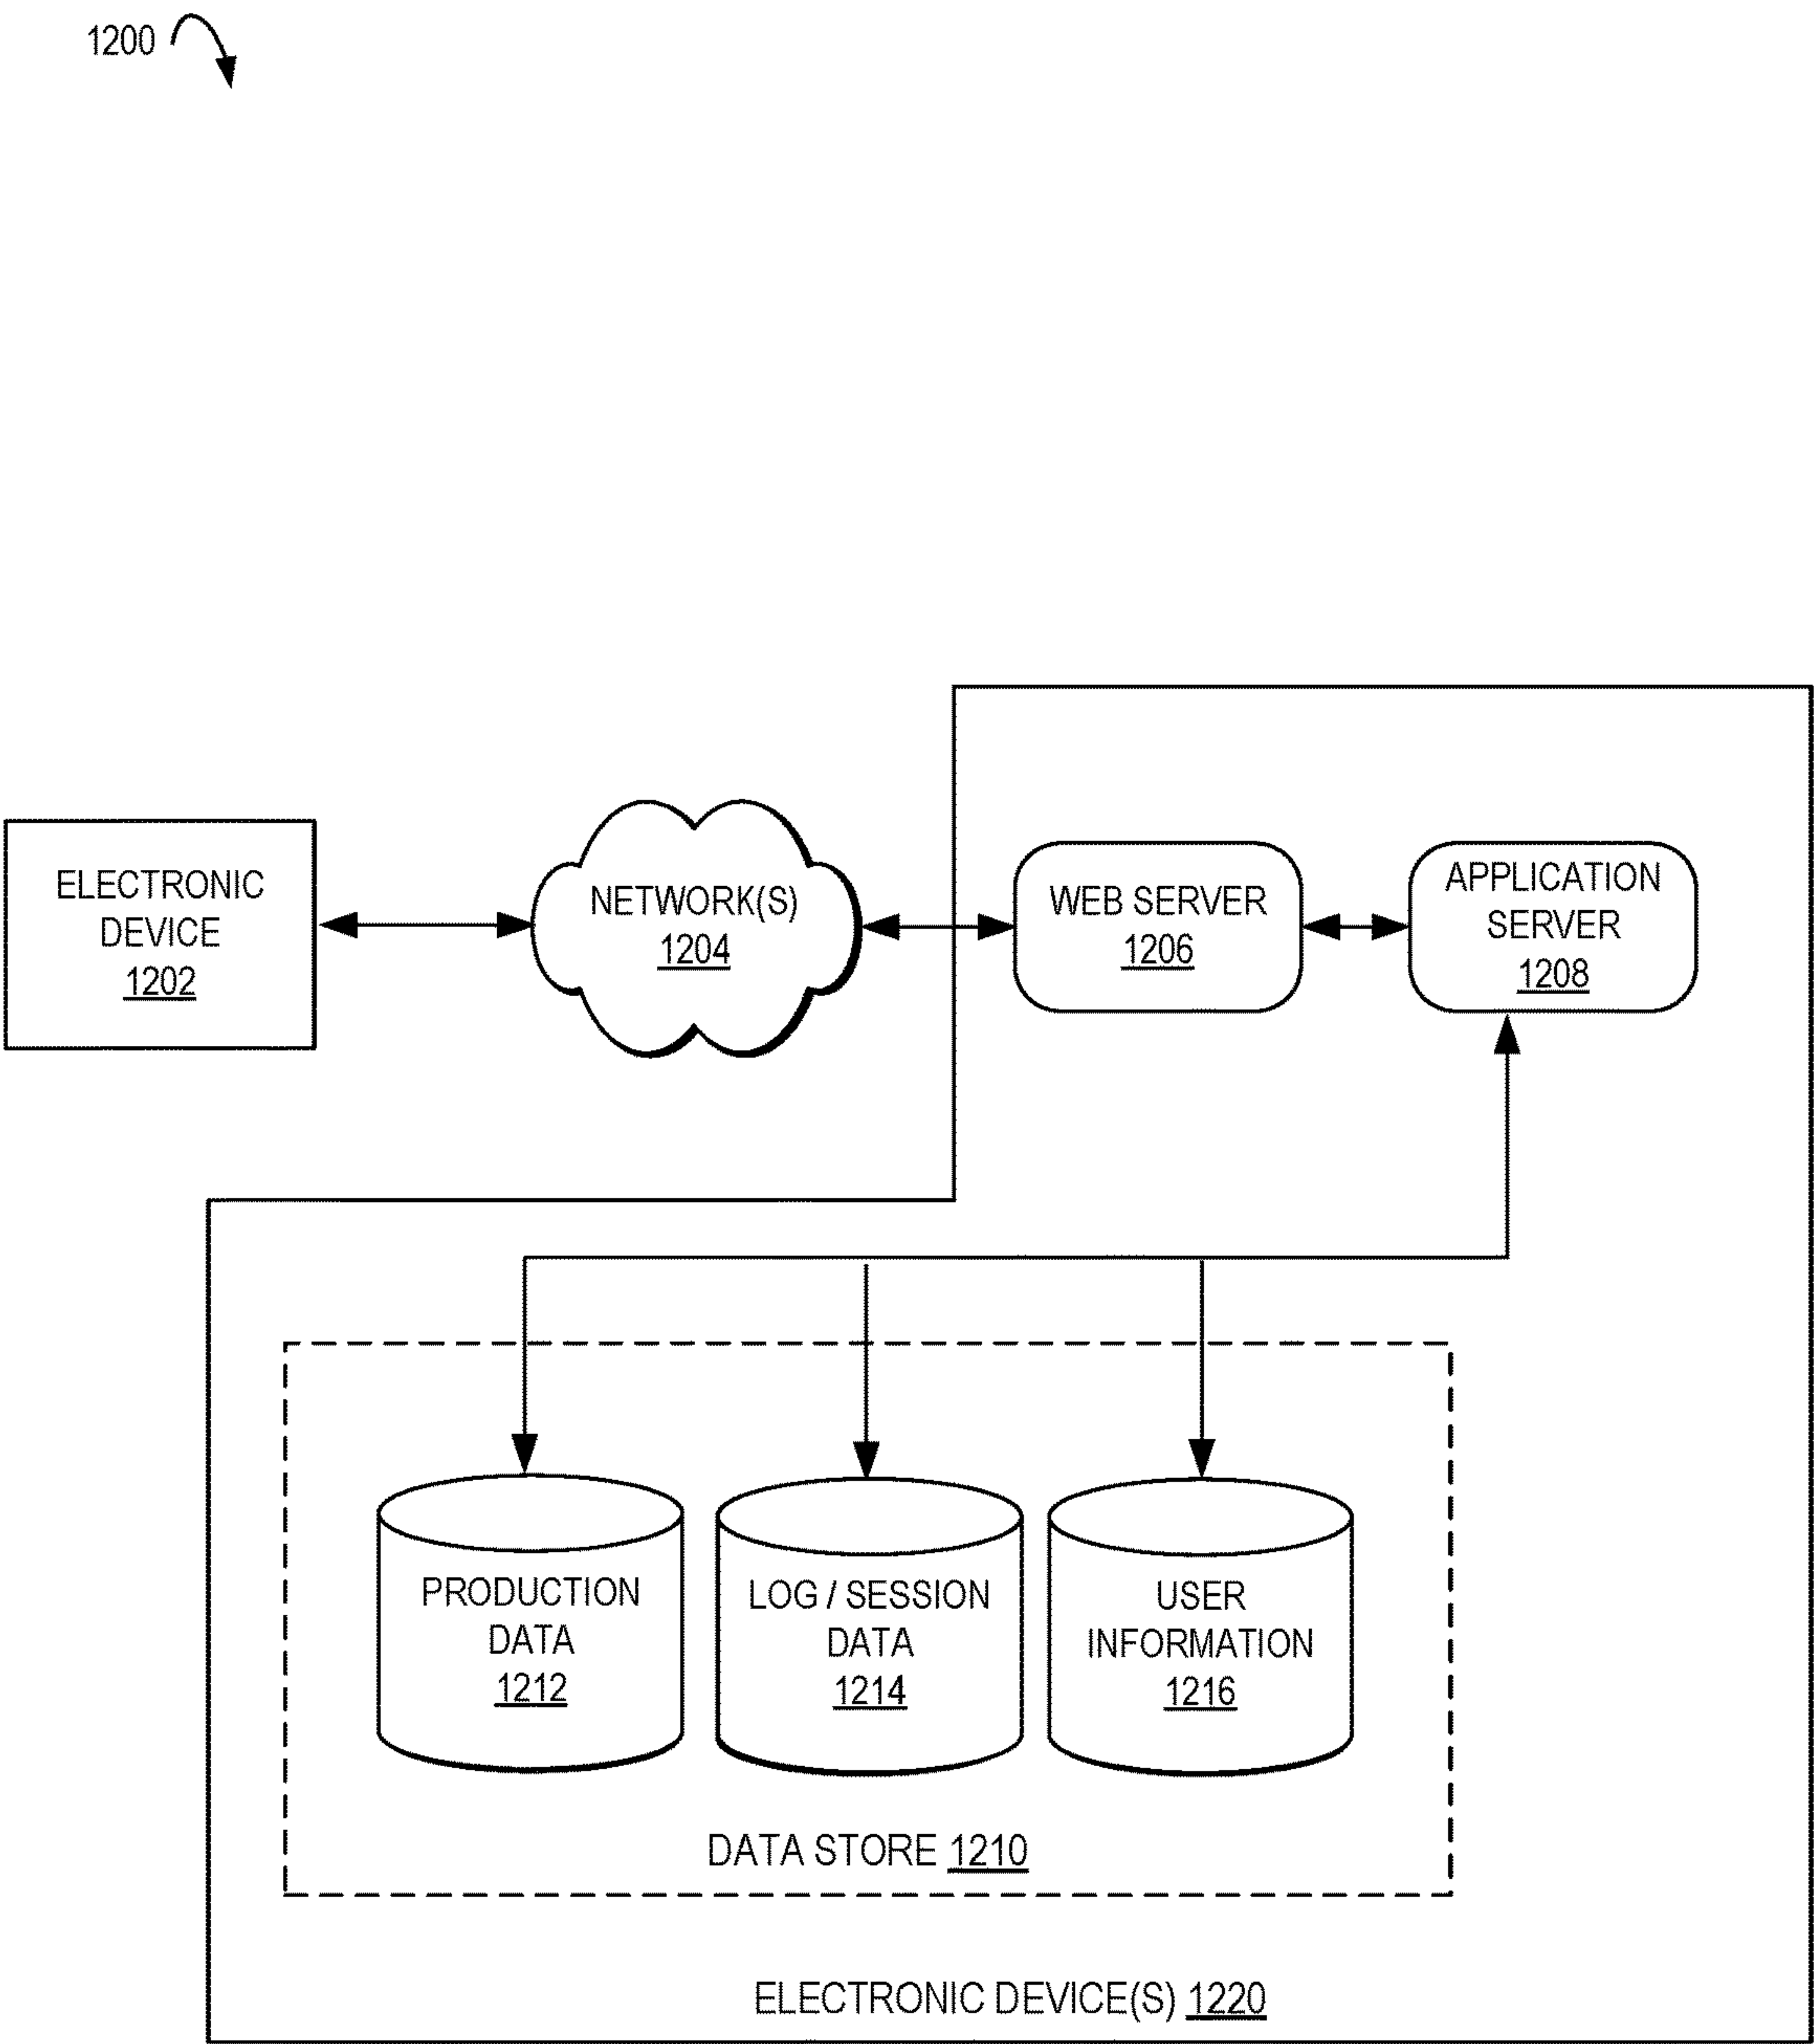 1200
ELECTRONIC
DEVICE
1202
NETWORK(S)
1204
WEB SERVER
1206
APPLICATION
SERVER
1208
PRODUCTION
DATA
1212
LOG / SESSION
DATA
1214
USER
INFORMATION
1216
DATA STORE 1210
ELECTRONIC DEVICE(S) 1220